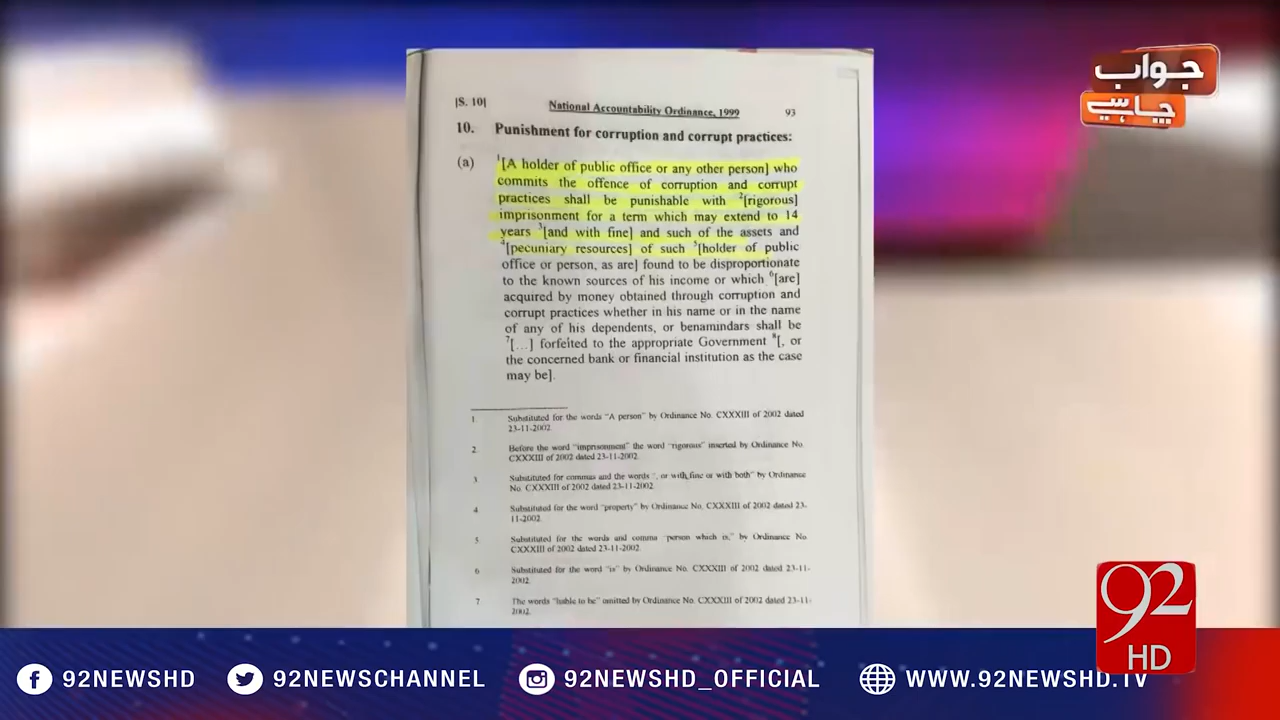 جواب
چاہیے
[S. 10]
National Accountability Ordinance, 1999
93
10. Punishment for corruption and corrupt practices:
(a) ¹[A holder of public office or any other person] who
commits the offence of corruption and corrupt
practices shall be punishable with ²[rigorous]
imprisonment for a term which may extend to 14
years ³[and with fine] and such of the assets and
⁴[pecuniary resources] of such ⁵[holder of public
office or person, as are] found to be disproportionate
to the known sources of his income or which ⁶[are]
acquired by money obtained through corruption and
corrupt practices whether in his name or in the name
of any of his dependents, or benamindars shall be
⁷[...] forfeited to the appropriate Government ⁸[, or
the concerned bank or financial institution as the case
may be].
1. Substituted for the words "A person" by Ordinance No. CXXXIII of 2002 dated
23-11-2002.
2. Before the word "imprisonment" the word "rigorous" inserted by Ordinance No.
CXXXIII of 2002 dated 23-11-2002.
3. Substituted for commas and the words ", or with fine or with both" by Ordinance
No. CXXXIII of 2002 dated 23-11-2002.
4 Substituted for the word "property" by Ordinance No. CXXXIII of 2002 dated 23-
11-2002.
5. Substituted for the words and comma "person which is," by Ordinance No.
CXXXIII of 2002 dated 23-11-2002.
6 Substituted for the word "is" by Ordinance No. CXXXIII of 2002 dated 23-11-
2002.
7 The words "liable to be" omitted by Ordinance No. CXXXIII of 2002 dated 23-11-
2002.
92
HD
92NEWSHD
92NEWSCHANNEL
92NEWSHD_OFFICIAL
WWW.92NEWSHD.TV